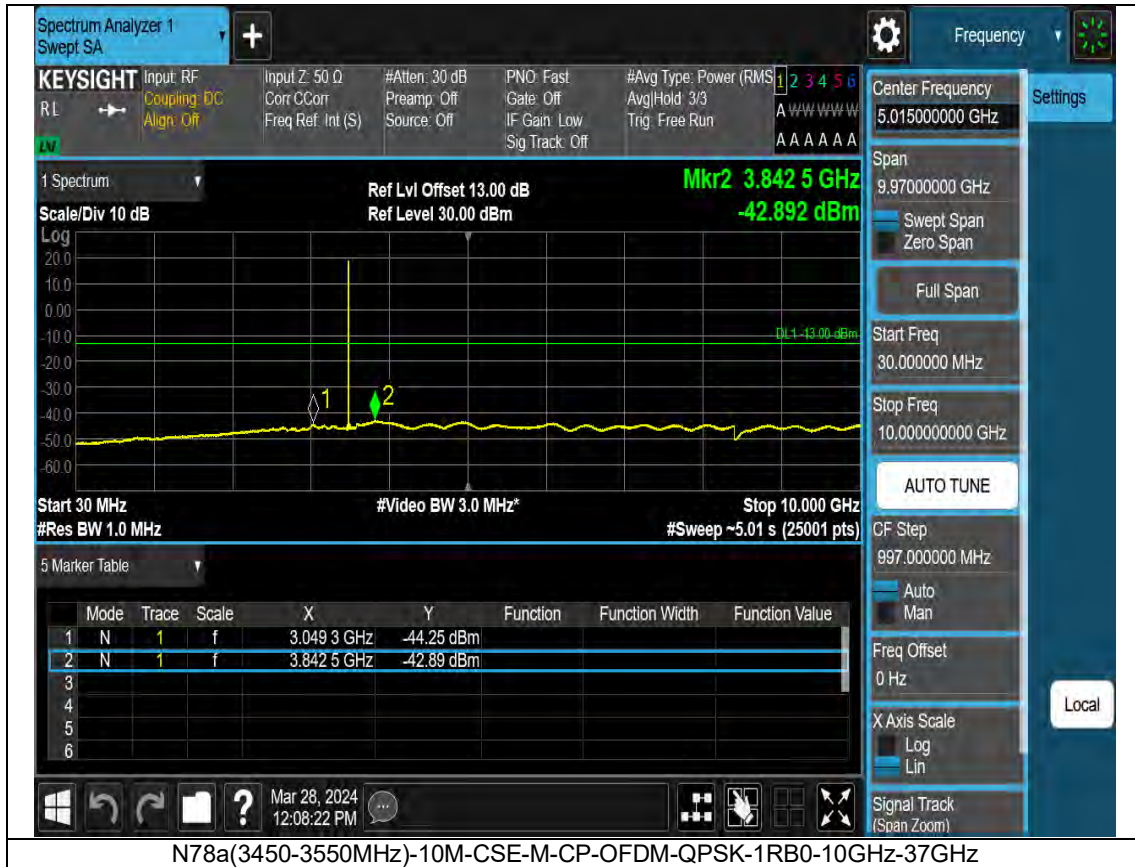 Spectrum Analyzer 1
Swept SA
Frequency
KEYSIGHT
RL
Input: RF
Coupling: DC
Align: Off
Input Z: 50 Ω
Corr CCorr
Freq Ref: Int (S)
#Atten: 30 dB
Preamp: Off
Source: Off
PNO: Fast
Gate: Off
IF Gain: Low
Sig Track: Off
#Avg Type: Power (RMS
Avg|Hold: 3/3
Trig: Free Run
1 2 3 4 5 6
A W W W W W
A A A A A A
1 Spectrum
Scale/Div 10 dB
Ref Lvl Offset 13.00 dB
Ref Level 30.00 dBm
Mkr2 3.842 5 GHz
-42.892 dBm
Log
20.0
10.0
0.00
-10.0
-20.0
-30.0
-40.0
-50.0
-60.0
DL1 -13.00 dBm
1
2
Start 30 MHz
#Video BW 3.0 MHz*
Stop 10.000 GHz
#Res BW 1.0 MHz
#Sweep ~5.01 s (25001 pts)
5 Marker Table
Mode Trace Scale X Y Function Function Width Function Value
1 N 1 f 3.049 3 GHz -44.25 dBm
2 N 1 f 3.842 5 GHz -42.89 dBm
3
4
5
6
Mar 28, 2024
12:08:22 PM
Center Frequency
5.015000000 GHz
Settings
Span
9.97000000 GHz
Swept Span
Zero Span
Full Span
Start Freq
30.000000 MHz
Stop Freq
10.000000000 GHz
AUTO TUNE
CF Step
997.000000 MHz
Auto
Man
Freq Offset
0 Hz
X Axis Scale
Log
Lin
Local
Signal Track
(Span Zoom)
N78a(3450-3550MHz)-10M-CSE-M-CP-OFDM-QPSK-1RB0-10GHz-37GHz